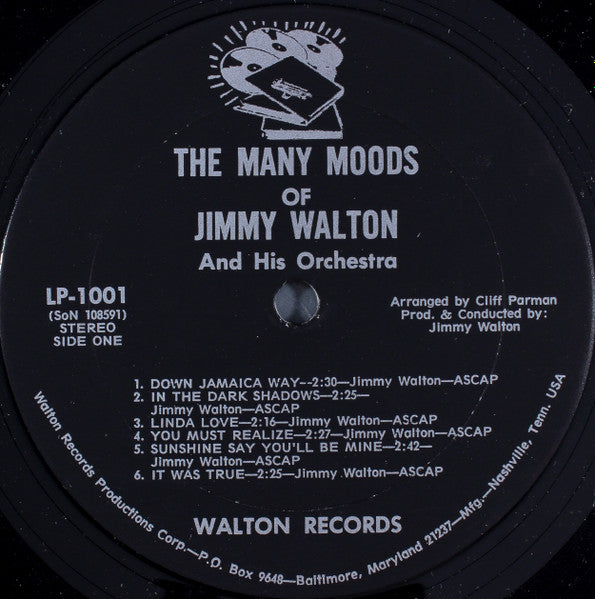 THE MANY MOODS
OF
JIMMY WALTON
And His Orchestra
LP-1001
(SoN 108591)
STEREO
SIDE ONE
Arranged by Cliff Parman
Prod. & Conducted by:
Jimmy Walton
1. DOWN JAMAICA WAY--2:30—Jimmy Walton—ASCAP
2. IN THE DARK SHADOWS—2:25—
Jimmy Walton—ASCAP
3. LINDA LOVE—2:16—Jimmy Walton—ASCAP
4. YOU MUST REALIZE—2:27—Jimmy Walton—ASCAP
5. SUNSHINE SAY YOU'LL BE MINE—2:42—
Jimmy Walton—ASCAP
6. IT WAS TRUE—2:25—Jimmy Walton—ASCAP
WALTON RECORDS
Walton Records Productions Corp.—P.O. Box 9648—Baltimore, Maryland 21237—Mfg.—Nashville, Tenn. USA